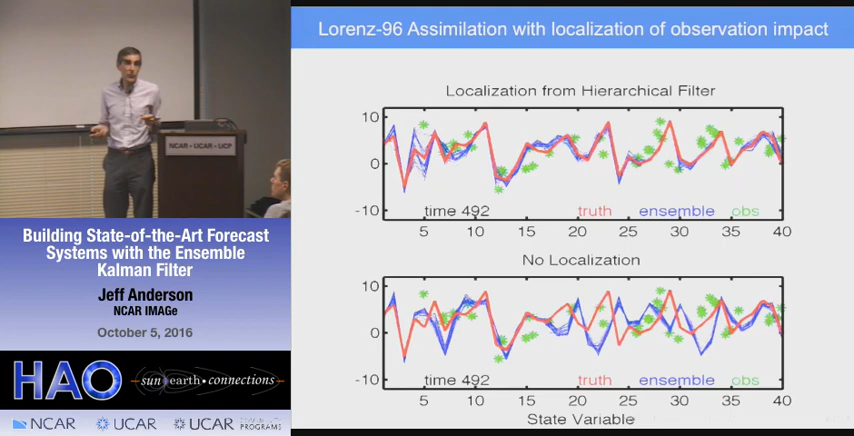 Lorenz-96 Assimilation with localization of observation impact
Localization from Hierarchical Filter
10
0
-10
time 492 truth ensemble obs
5 10 15 20 25 30 35 40
No Localization
10
0
-10
time 492 truth ensemble obs
5 10 15 20 25 30 35 40
State Variable
NCAR • UCAR • UCP
Building State-of-the-Art Forecast
Systems with the Ensemble
Kalman Filter
Jeff Anderson
NCAR IMAGe
October 5, 2016
HAO
sun earth • connections
NCAR UCAR UCAR
PROGRAMS